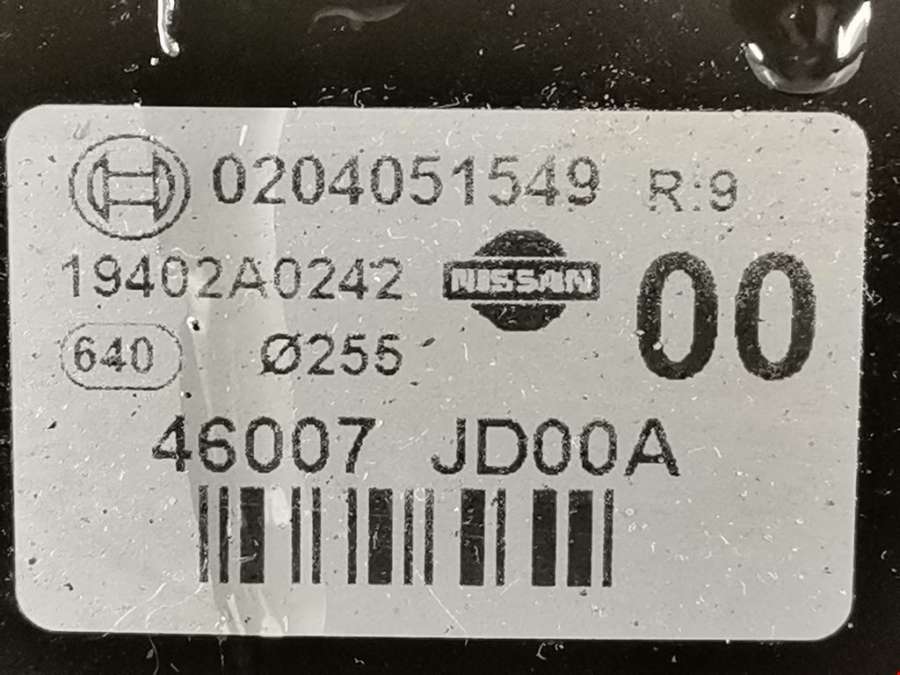 0204051549 R:9
19402A0242 NISSAN 00
640 Ø255
46007 JD00A